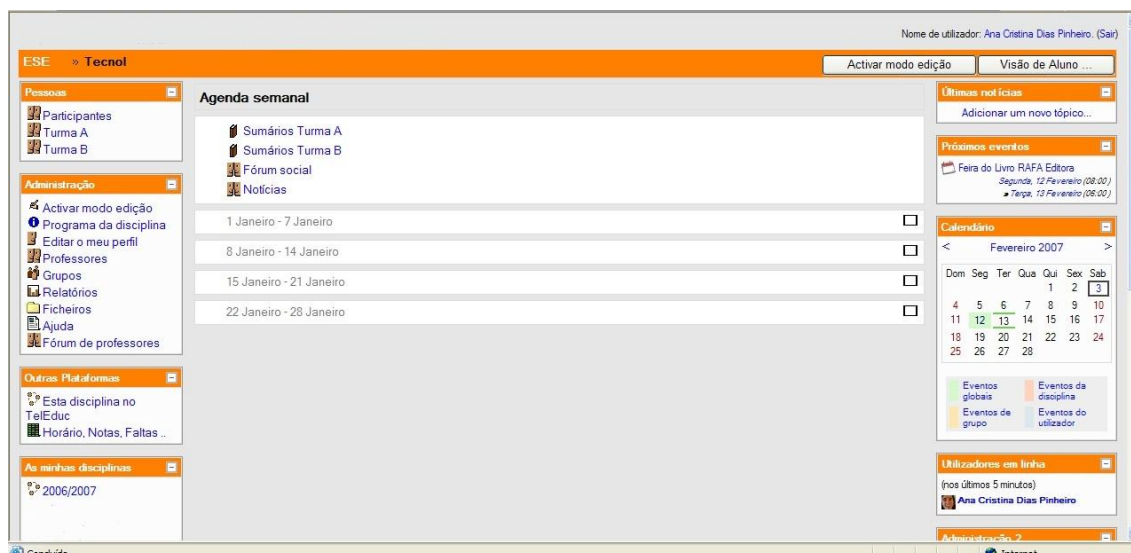 Nome de utilizador: Ana Cristina Dias Pinheiro. (Sair)
ESE » Tecnol
Activar modo edição
Visão de Aluno ...
Pessoas
Participantes
Turma A
Turma B
Administração
Activar modo edição
Programa da disciplina
Editar o meu perfil
Professores
Grupos
Relatórios
Ficheiros
Ajuda
Fórum de professores
Outras Plataformas
Esta disciplina no
TelEduc
Horário, Notas, Faltas ..
As minhas disciplinas
2006/2007
Agenda semanal
Sumários Turma A
Sumários Turma B
Fórum social
Notícias
1 Janeiro - 7 Janeiro
8 Janeiro - 14 Janeiro
15 Janeiro - 21 Janeiro
22 Janeiro - 28 Janeiro
Últimas notícias
Adicionar um novo tópico...
Próximos eventos
Feira do Livro RAFA Editora
Segunda, 12 Fevereiro (08:00)
» Terça, 13 Fevereiro (06:00)
Calendário
< Fevereiro 2007 >
Dom Seg Ter Qua Qui Sex Sab
1 2 3
4 5 6 7 8 9 10
11 12 13 14 15 16 17
18 19 20 21 22 23 24
25 26 27 28
Eventos globais
Eventos da disciplina
Eventos de grupo
Eventos do utilizador
Utilizadores em linha
(nos últimos 5 minutos)
Ana Cristina Dias Pinheiro
Administração 2
Concluído
Internet